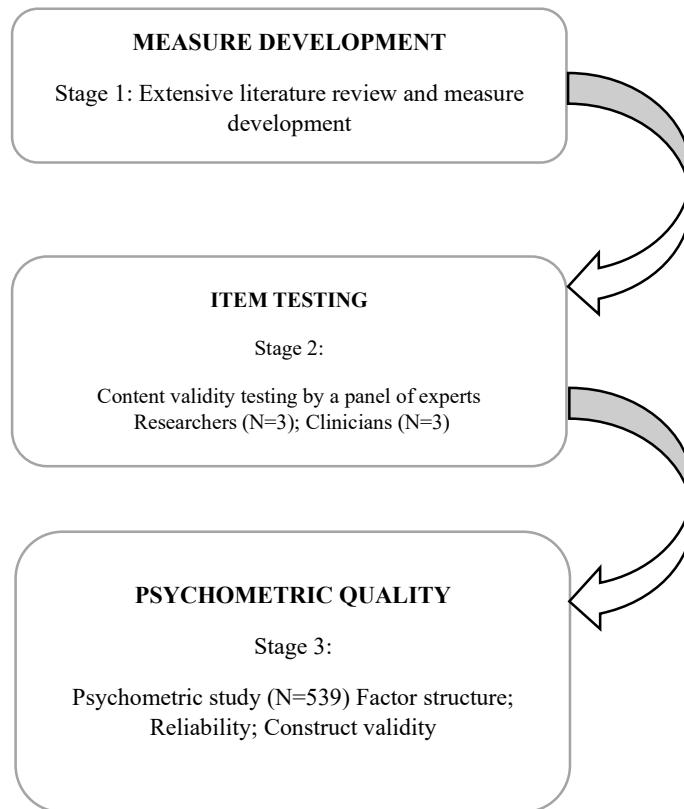 MEASURE DEVELOPMENT
Stage 1: Extensive literature review and measure
development
ITEM TESTING
Stage 2:
Content validity testing by a panel of experts
Researchers (N=3); Clinicians (N=3)
PSYCHOMETRIC QUALITY
Stage 3:
Psychometric study (N=539) Factor structure;
Reliability; Construct validity